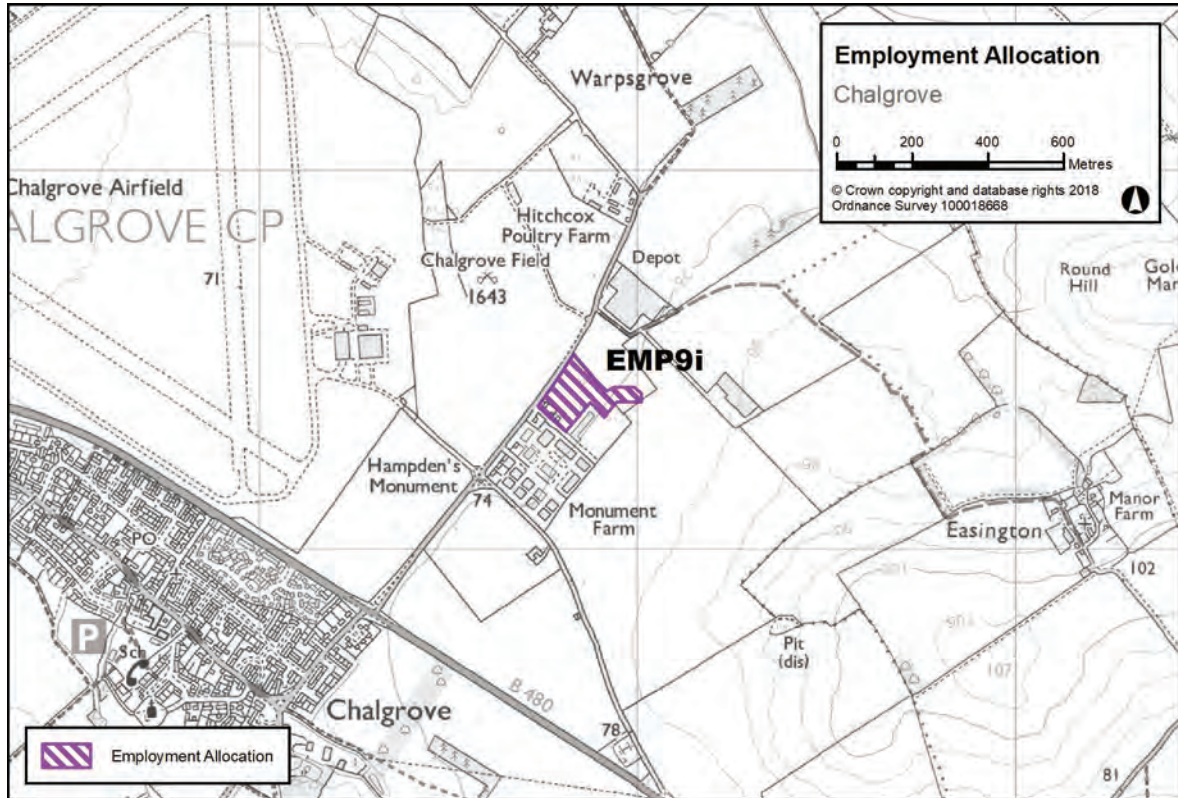 Employment Allocation
Chalgrove
0 200 400 600
Metres
© Crown copyright and database rights 2018
Ordnance Survey 100018668
Warpsgrove
Chalgrove Airfield
ALGROVE CP
71
Hitchcox
Poultry Farm
Chalgrove Field
1643
Depot
Round
Hill
Gol
Man
EMP9i
Hampden's
Monument
74
Monument
Farm
Manor
Farm
Easington
102
PO
P
Sch
Pit
(dis)
107
Chalgrove
B 480
78
81
Employment Allocation